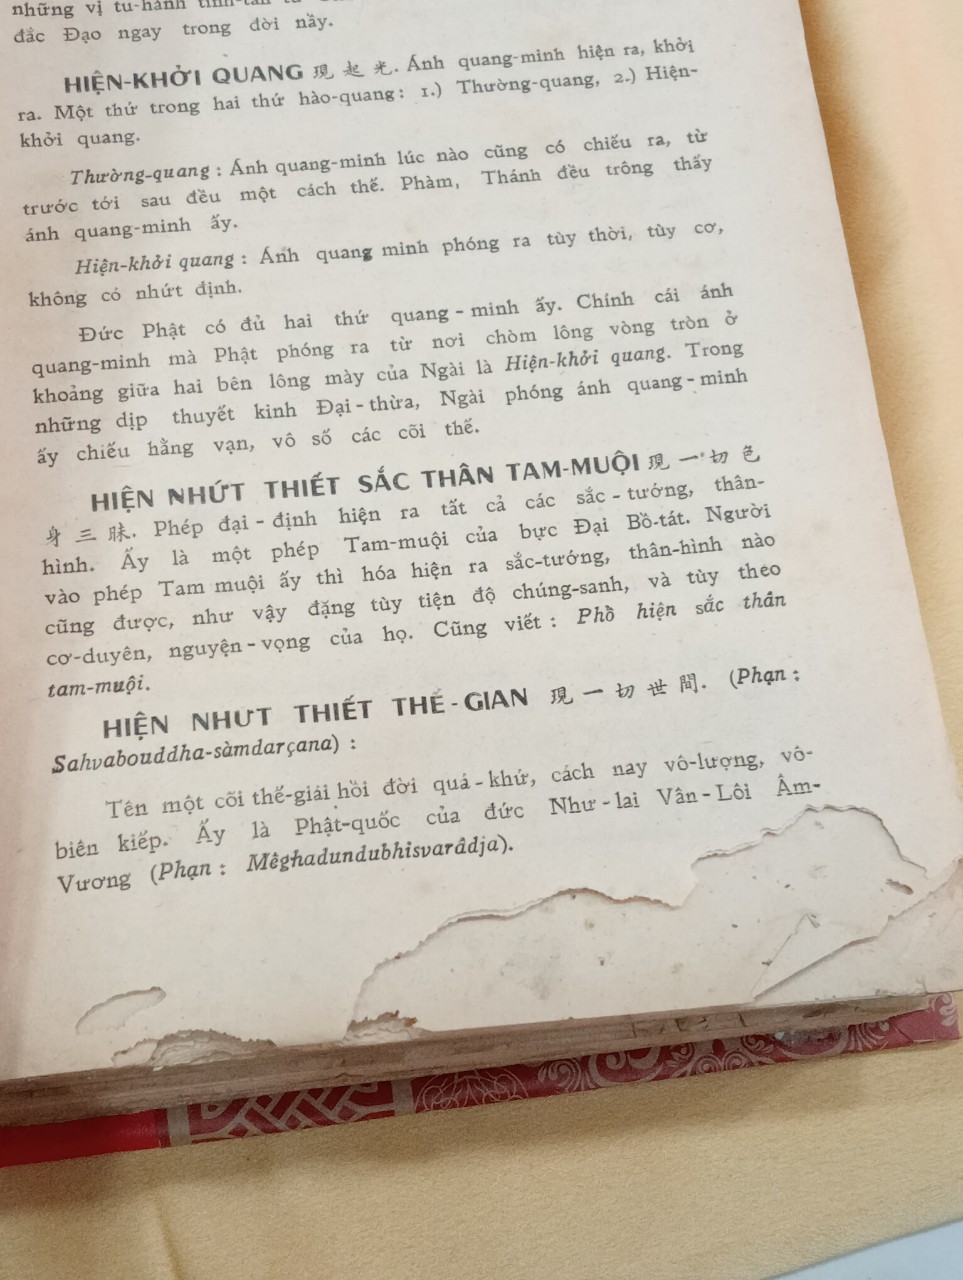 những vị tu-hành
đắc Đạo ngay trong đời nầy.
HIỆN-KHỞI QUANG 現起光. Ánh quang-minh hiện ra, khởi
ra. Một thứ trong hai thứ hào-quang: 1.) Thường-quang, 2.) Hiện-
khởi quang.
Thường-quang: Ánh quang-minh lúc nào cũng có chiếu ra, từ
trước tới sau đều một cách thế. Phàm, Thánh đều trông thấy
ánh quang-minh ấy.
Hiện-khởi quang: Ánh quang minh phóng ra tùy thời, tùy cơ,
không có nhứt định.
Đức Phật có đủ hai thứ quang-minh ấy. Chính cái ánh
quang-minh mà Phật phóng ra từ nơi chòm lông vòng tròn ở
khoảng giữa hai bên lông mày của Ngài là Hiện-khởi quang. Trong
những dịp thuyết kinh Đại-thừa, Ngài phóng ánh quang-minh
ấy chiếu hằng vạn, vô số các cõi thế.
HIỆN NHỨT THIẾT SẮC THÂN TAM-MUỘI 現一切色
身三昧. Phép đại-định hiện ra tất cả các sắc-tướng, thân-
hình. Ấy là một phép Tam-muội của bực Đại Bồ-tát. Người
vào phép Tam muội ấy thì hóa hiện ra sắc-tướng, thân-hình nào
cũng được, như vậy đặng tùy tiện độ chúng-sanh, và tùy theo
cơ-duyên, nguyện-vọng của họ. Cũng viết: Phổ hiện sắc thân
tam-muội.
HIỆN NHỨT THIẾT THẾ-GIAN 現一切世間. (Phạn:
Sahvabouddha-sàmdarçana) :
Tên một cõi thế-giái hồi đời quá-khứ, cách nay vô-lượng, vô-
biên kiếp. Ấy là Phật-quốc của đức Như-lai Vân-Lôi Âm-
Vương (Phạn: Mêghadundubhisvarâdja).